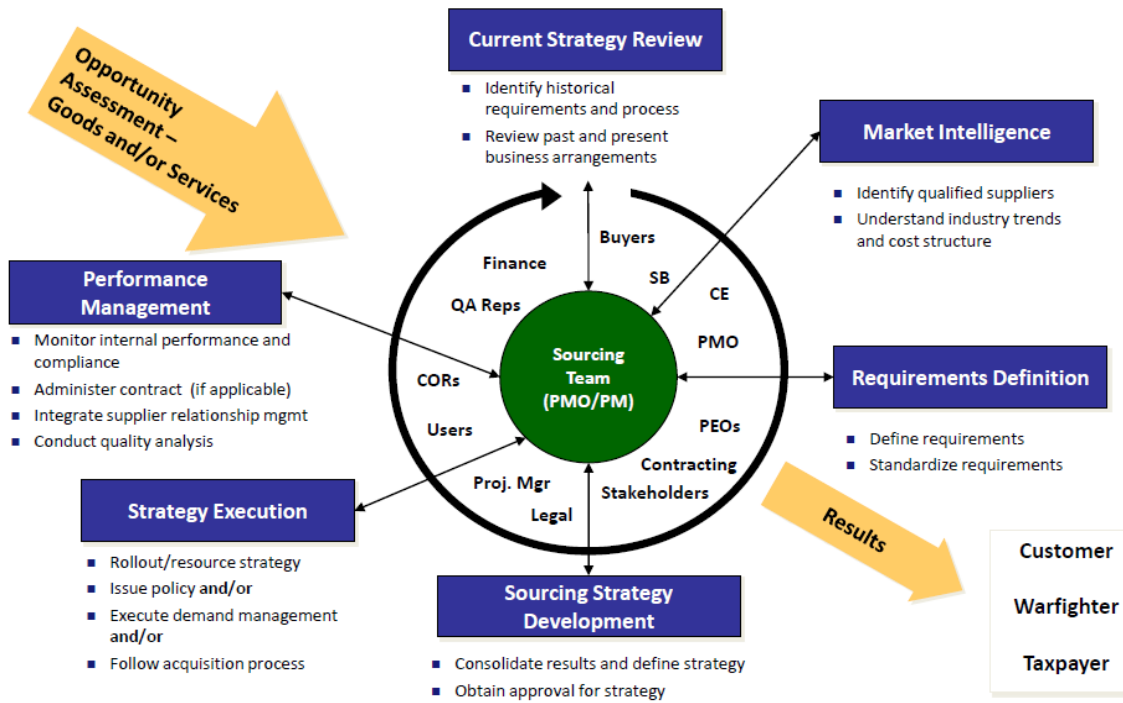 Opportunity
Assessment –
Goods and/or Services
Current Strategy Review
■ Identify historical
requirements and process
■ Review past and present
business arrangements
Market Intelligence
■ Identify qualified suppliers
■ Understand industry trends
and cost structure
Requirements Definition
■ Define requirements
■ Standardize requirements
Sourcing Strategy
Development
■ Consolidate results and define strategy
■ Obtain approval for strategy
Strategy Execution
■ Rollout/resource strategy
■ Issue policy and/or
■ Execute demand management
and/or
■ Follow acquisition process
Performance
Management
■ Monitor internal performance and
compliance
■ Administer contract (if applicable)
■ Integrate supplier relationship mgmt
■ Conduct quality analysis
Sourcing
Team
(PMO/PM)
Buyers
SB
CE
PMO
PEOs
Contracting
Stakeholders
Legal
Proj. Mgr
Users
CORs
QA Reps
Finance
Results
Customer
Warfighter
Taxpayer